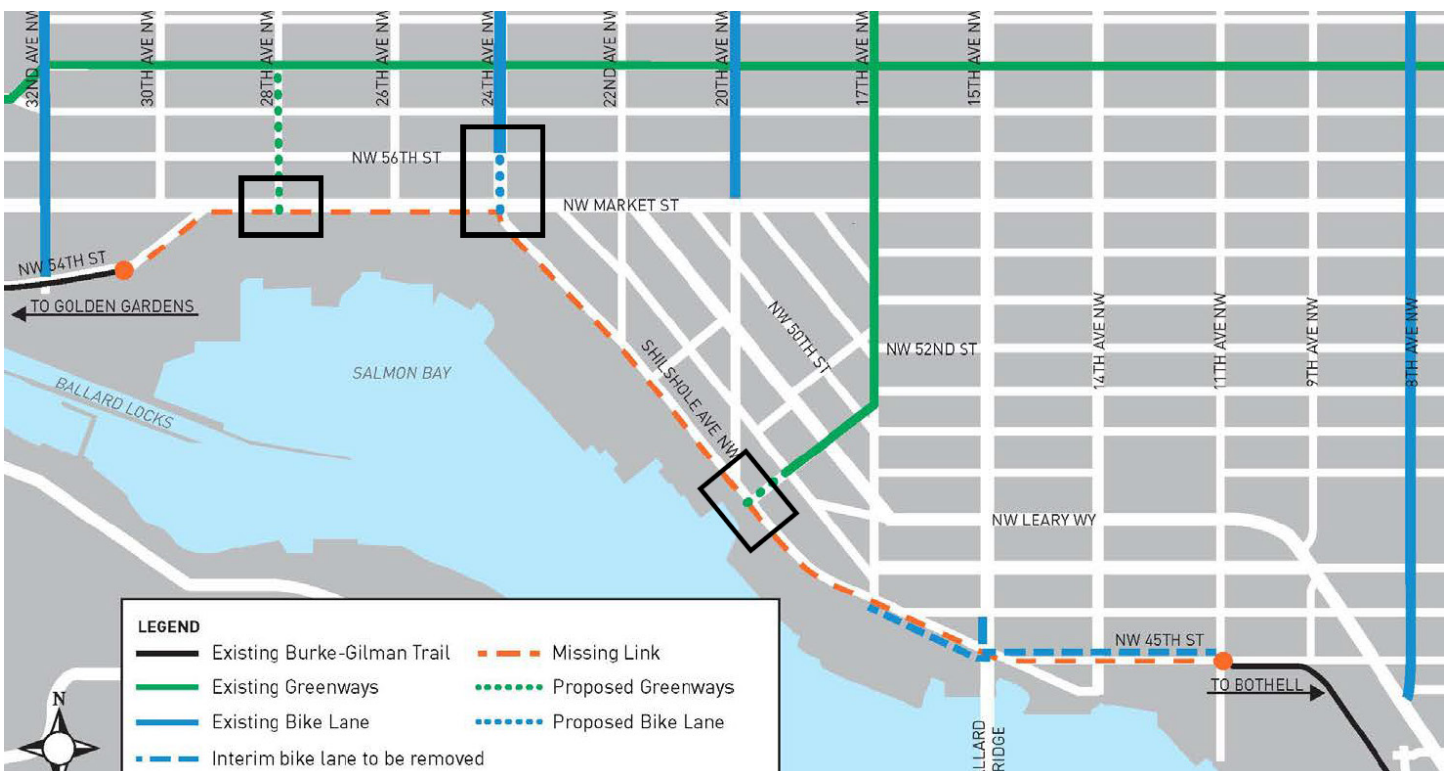 32ND AVE NW
30TH AVE NW
28TH AVE NW
26TH AVE NW
24TH AVE NW
22ND AVE NW
20TH AVE NW
17TH AVE NW
15TH AVE NW
NW 56TH ST
NW MARKET ST
NW 54TH ST
TO GOLDEN GARDENS
BALLARD LOCKS
SALMON BAY
SHILSHOLE AVE NW
NW 50TH ST
NW 52ND ST
14TH AVE NW
11TH AVE NW
9TH AVE NW
8TH AVE NW
NW LEARY WY
NW 45TH ST
TO BOTHELL
ALLARD
RIDGE
LEGEND
Existing Burke-Gilman Trail
Missing Link
Existing Greenways
Proposed Greenways
Existing Bike Lane
Proposed Bike Lane
Interim bike lane to be removed
N